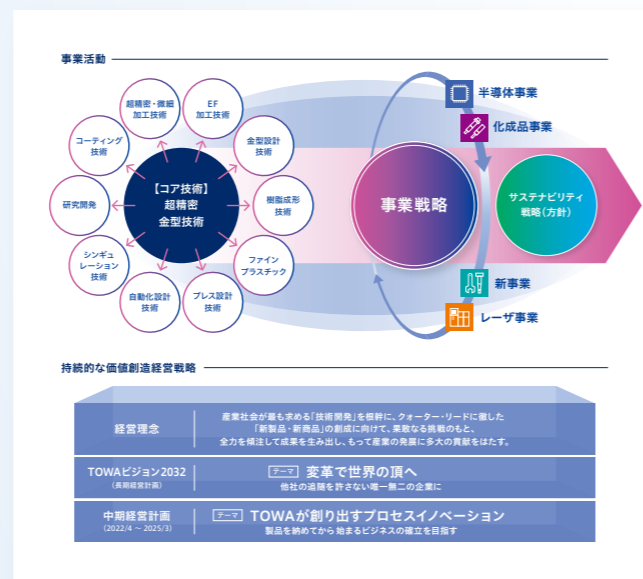 事業活動
超精密・微細
加工技術
EF
加工技術
コーティング
技術
金型設計
技術
研究開発
【コア技術】
超精密
金型技術
樹脂成形
技術
シンギュ
レーション
技術
ファイン
プラスチック
自動化設計
技術
プレス設計
技術
半導体事業
化成品事業
事業戦略
サステナビリティ
戦略(方針)
新事業
レーザ事業
持続的な価値創造経営戦略
経営理念
産業社会が最も求める「技術開発」を根幹に、クォーター・リードに徹した
「新製品・新商品」の創成に向けて、果敢なる挑戦のもと、
全力を傾注して成果を生み出し、もって産業の発展に多大の貢献をはたす。
TOWAビジョン2032
(長期経営計画)
テーマ 変革で世界の頂へ
他社の追随を許さない唯一無二の企業に
中期経営計画
(2022/4 ~ 2025/3)
テーマ TOWAが創り出すプロセスイノベーション
製品を納めてから始まるビジネスの確立を目指す